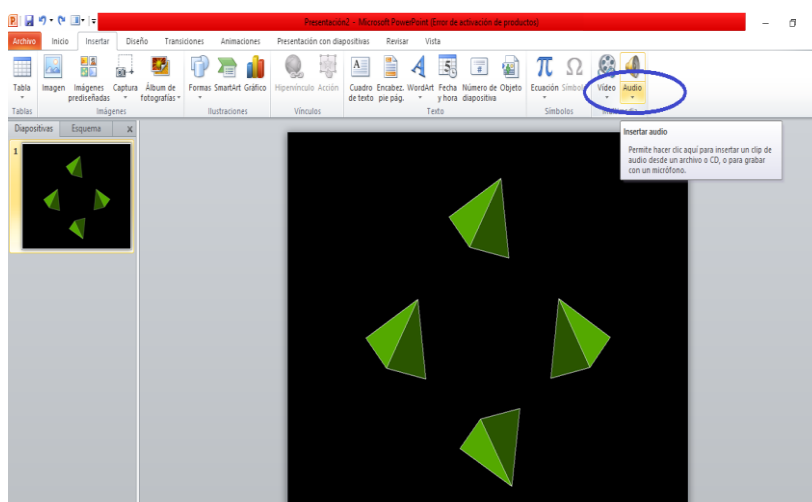 Presentación2 - Microsoft PowerPoint (Error de activación de productos)
Archivo Inicio Insertar Diseño Transiciones Animaciones Presentación con diapositivas Revisar Vista
Tabla Imagen Imágenes prediseñadas Captura Álbum de fotografías Formas SmartArt Gráfico Hipervínculo Acción Cuadro de texto Encabez. pie pág. WordArt Fecha y hora Número de diapositiva Objeto Ecuación Símbolo Vídeo Audio
Tablas Imágenes Ilustraciones Vínculos Texto Símbolos
Diapositivas Esquema x
1
Insertar audio
Permite hacer clic aquí para insertar un clip de
audio desde un archivo o CD, o para grabar
con un micrófono.